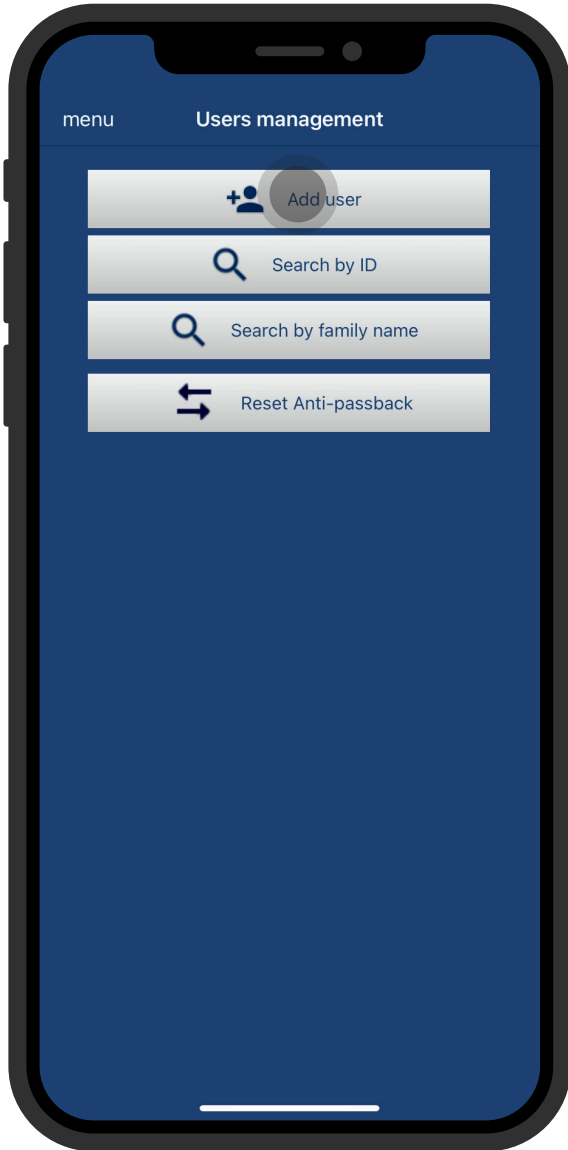 menu Users management
Add user
Search by ID
Search by family name
Reset Anti-passback